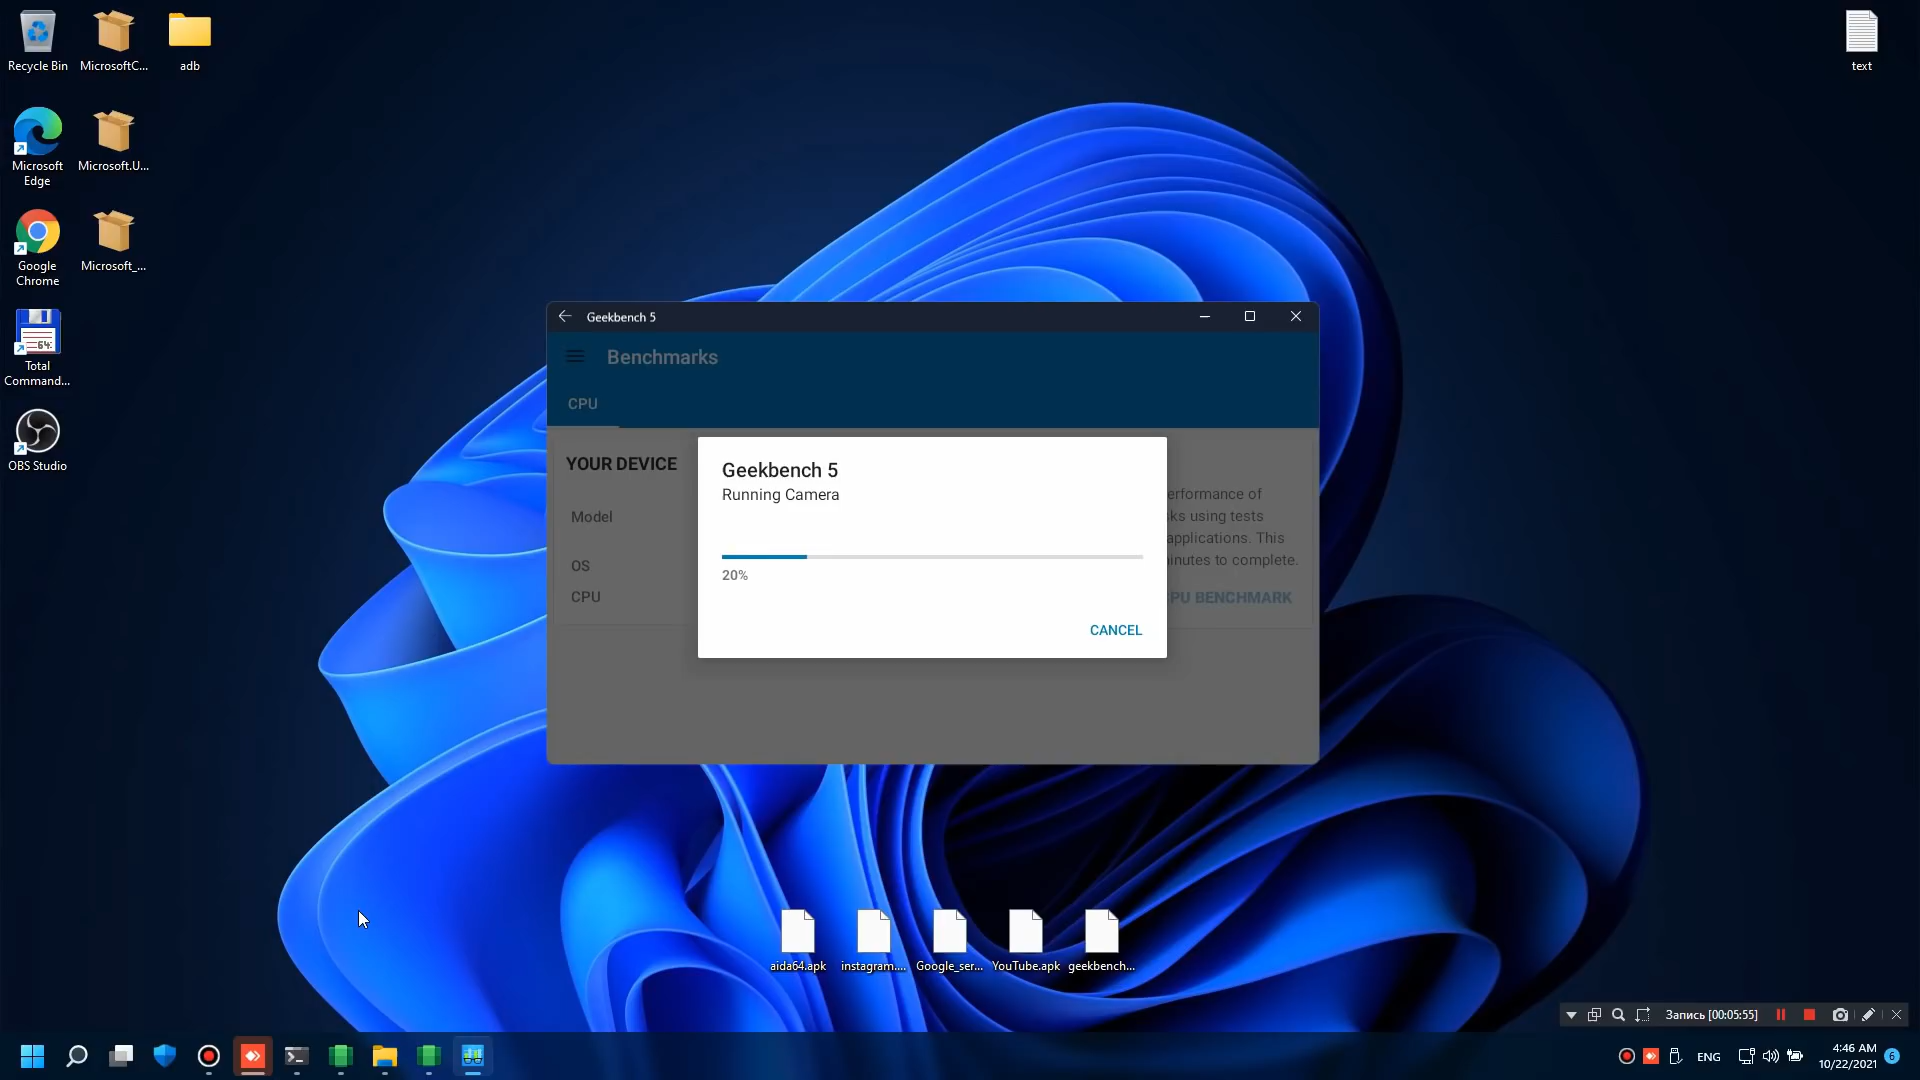 Recycle Bin
MicrosoftC...
adb
text
Microsoft
Edge
Microsoft.U...
Google
Chrome
Microsoft_...
64
Total
Command...
OBS Studio
Geekbench 5
Benchmarks
CPU
YOUR DEVICE
Model
OS
CPU
erformance of
ks using tests
applications. This
inutes to complete.
PU BENCHMARK
Geekbench 5
Running Camera
20%
CANCEL
aida64.apk
instagram....
Google_ser...
YouTube.apk
geekbench...
Запись [00:05:55]
ENG
4:46 AM
10/22/2021
6